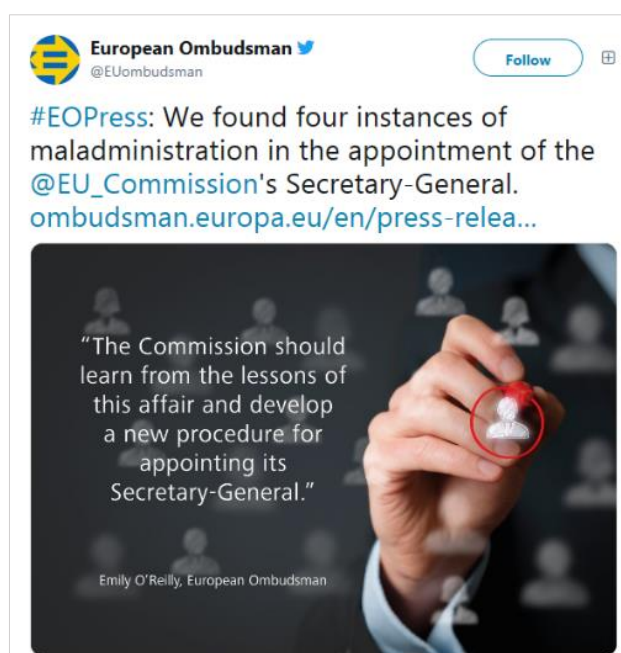 European Ombudsman
@EUombudsman
Follow
#EOPress: We found four instances of
maladministration in the appointment of the
@EU_Commission's Secretary-General.
ombudsman.europa.eu/en/press-relea...
“The Commission should
learn from the lessons of
this affair and develop
a new procedure for
appointing its
Secretary-General.”
Emily O’Reilly, European Ombudsman